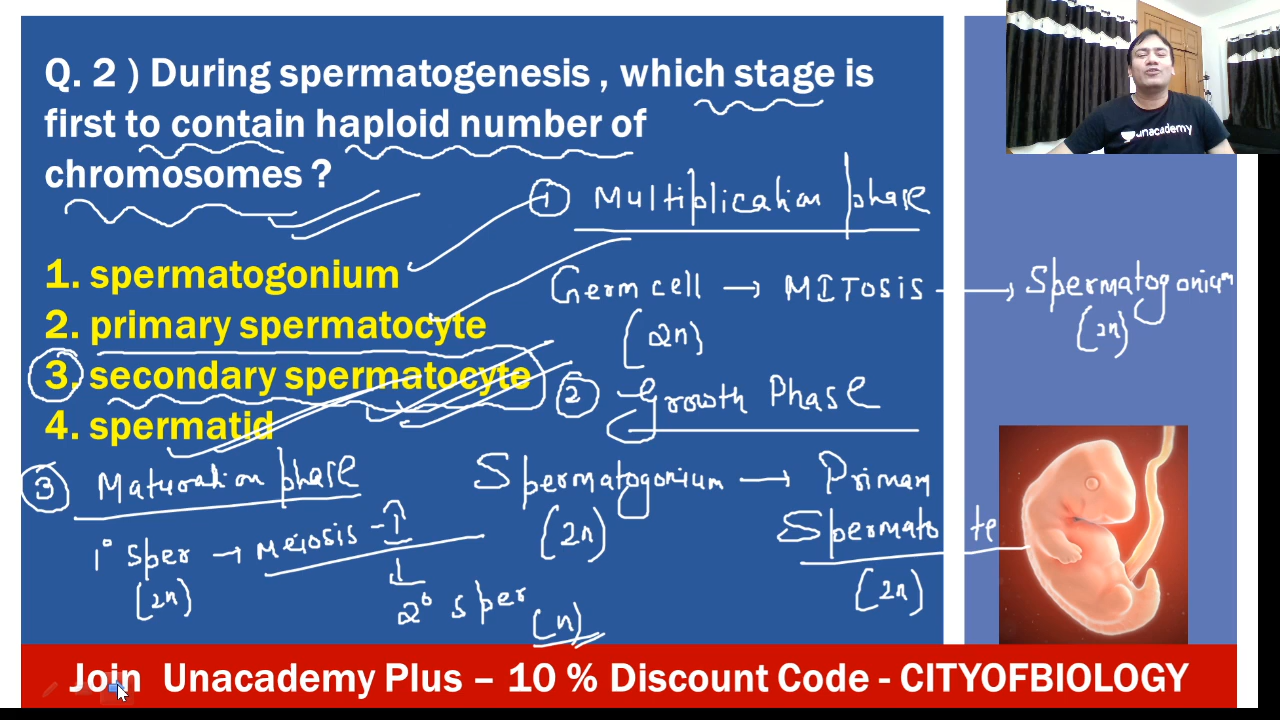 Q. 2 ) During spermatogenesis , which stage is
first to contain haploid number of
chromosomes ?
1. spermatogonium
2. primary spermatocyte
3. secondary spermatocyte
4. spermatid
1 Multiplication phase
Germ cell → MITOSIS → Spermatogonium
(2n) (2n)
2 Growth Phase
Spermatogonium → Primary
Spermato te
(2n) (2n)
3 Maturation phase
1° Sper → Meiosis - I
(2n)
↓
2° Sper
(n)
unacademy
Join Unacademy Plus – 10 % Discount Code - CITYOFBIOLOGY